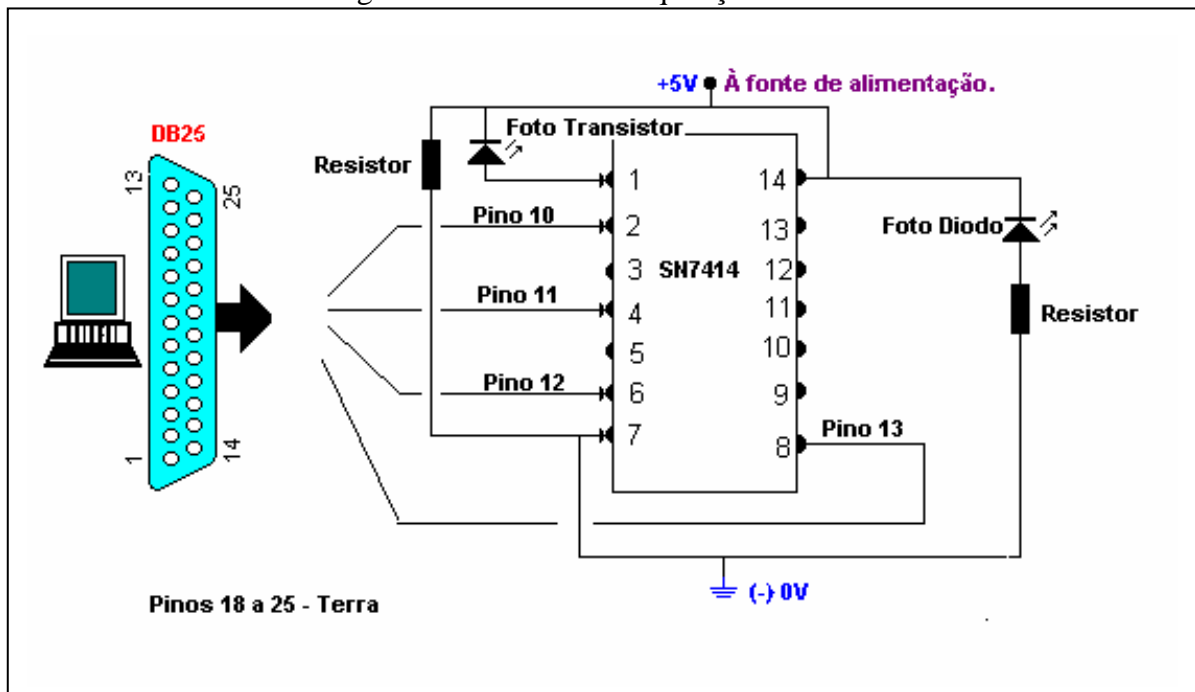 +5V À fonte de alimentação.
DB25
Foto Transistor
Resistor
13
25
1
14
Pino 10
2
13
Foto Diodo
3
SN7414
12
Pino 11
4
11
Resistor
5
10
Pino 12
6
9
7
Pino 13
8
1
14
(-) 0V
Pinos 18 a 25 - Terra